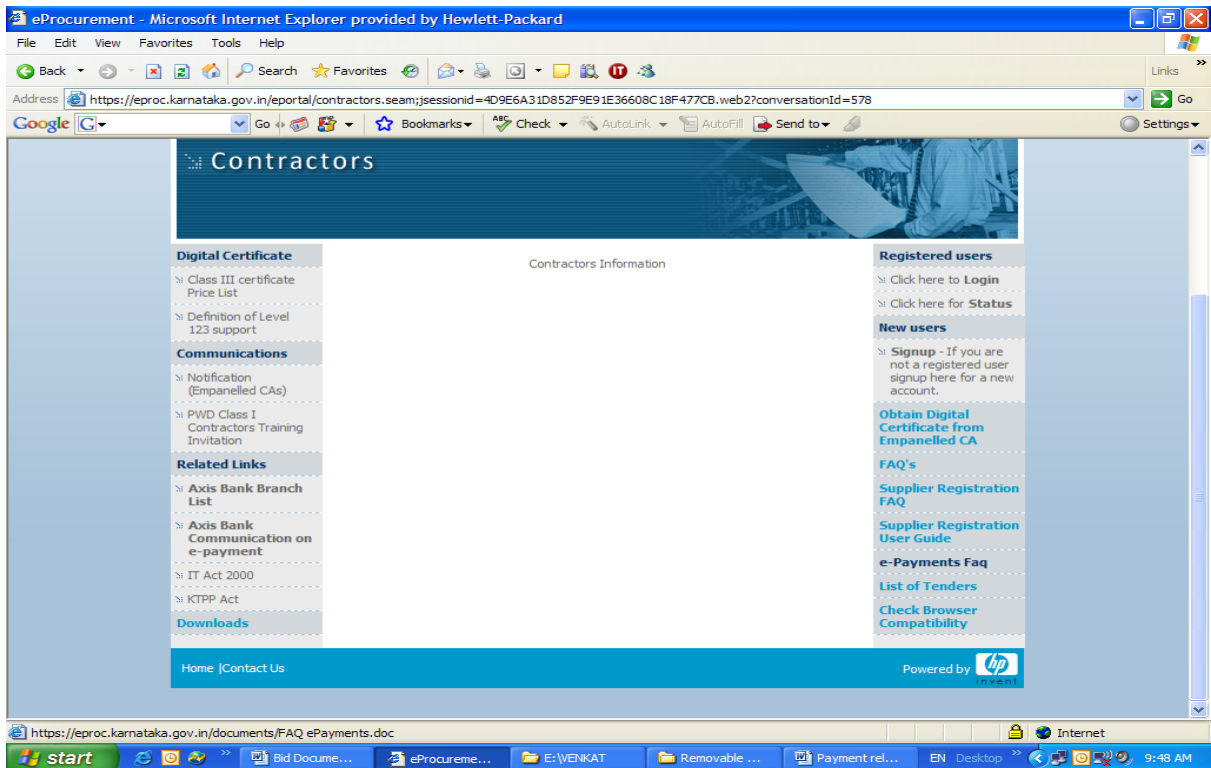 eProcurement - Microsoft Internet Explorer provided by Hewlett-Packard
File Edit View Favorites Tools Help
Back Search Favorites
Links
Address https://eproc.karnataka.gov.in/eportal/contractors.seam;jsessionid=4D9E6A31D852F9E91E36608C18F477CB.web2?conversationId=578 Go
Google G Go Bookmarks ABC Check AutoLink AutoFill Send to Settings
Contractors
Digital Certificate
Class III certificate
Price List
Definition of Level
123 support
Communications
Notification
(Empanelled CAs)
PWD Class I
Contractors Training
Invitation
Related Links
Axis Bank Branch
List
Axis Bank
Communication on
e-payment
IT Act 2000
KTPP Act
Downloads
Contractors Information
Registered users
Click here to Login
Click here for Status
New users
Signup - If you are
not a registered user
signup here for a new
account.
Obtain Digital
Certificate from
Empanelled CA
FAQ's
Supplier Registration
FAQ
Supplier Registration
User Guide
e-Payments Faq
List of Tenders
Check Browser
Compatibility
Home |Contact Us
Powered by hp
invent
https://eproc.karnataka.gov.in/documents/FAQ ePayments.doc
Internet
start Bid Docume... eProcureme... E:\VENKAT Removable ... Payment rel... EN Desktop 9:48 AM